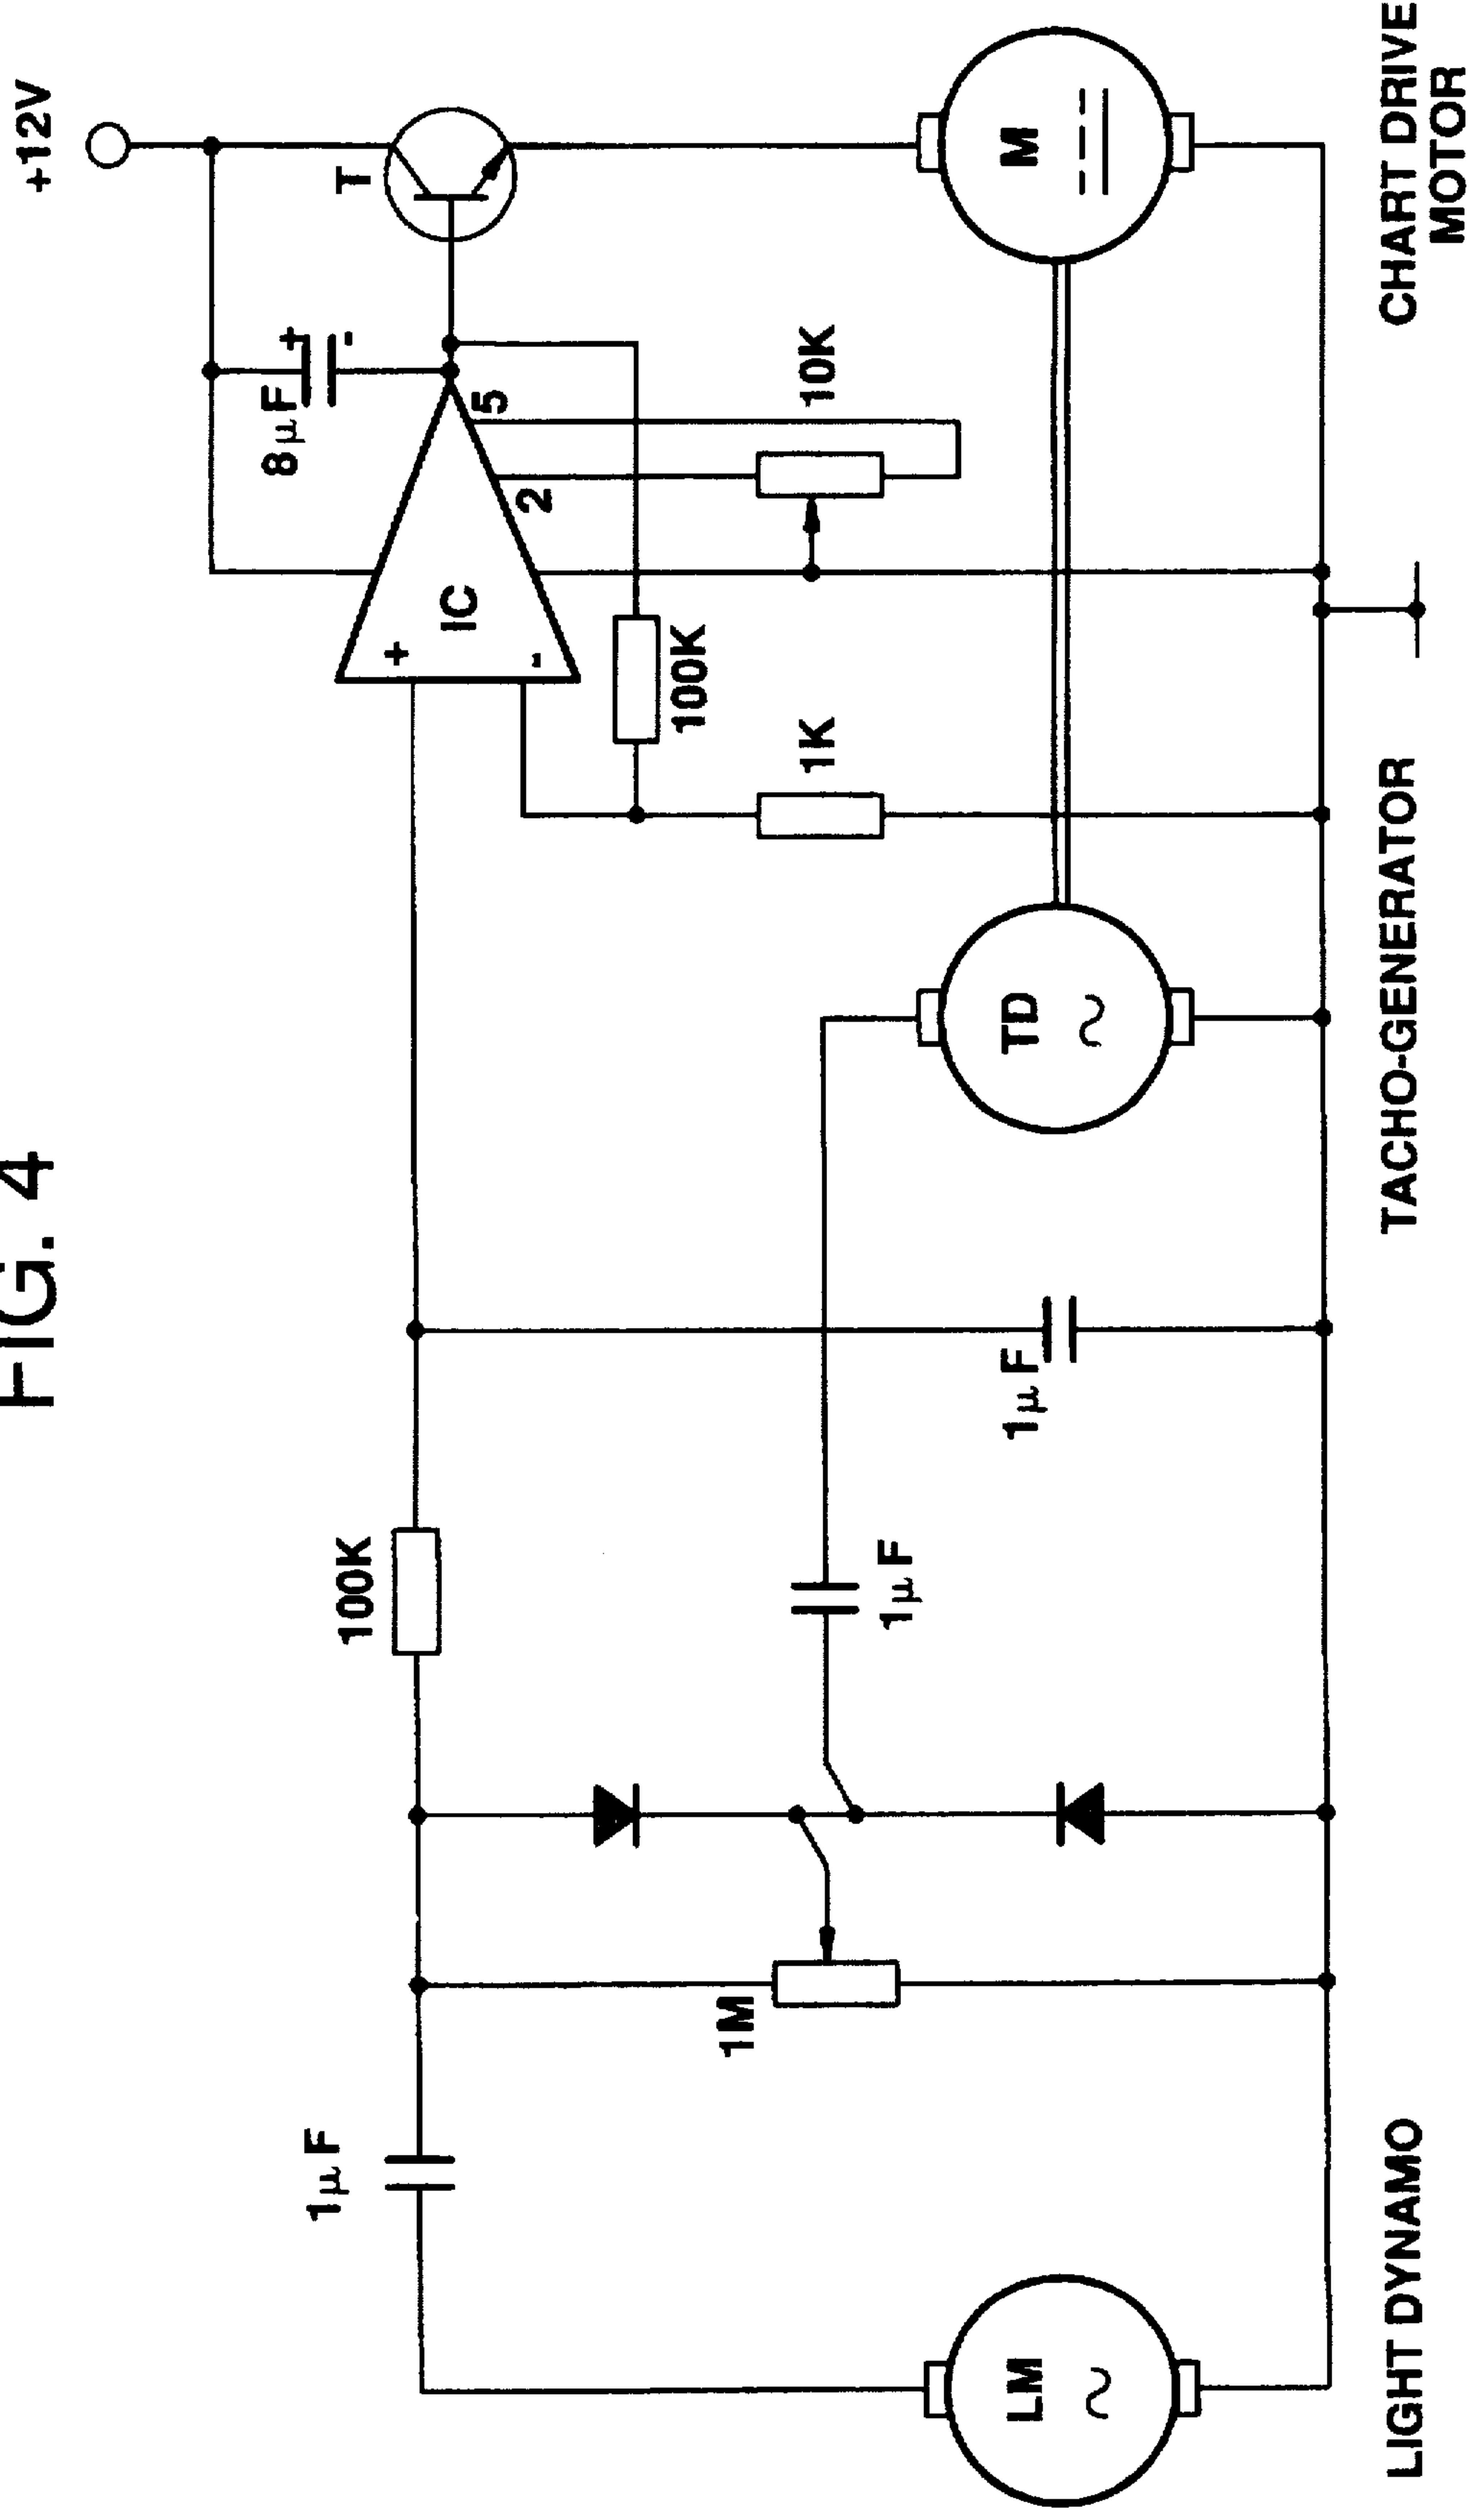 FIG. 4
+12V
T
8µF
+
-
5
2
10K
+
IC
-
100K
1K
100K
1µF
1µF
1µF
1M
M
TD
LM
LIGHT DYNAMO
TACHO-GENERATOR
CHART DRIVE
MOTOR